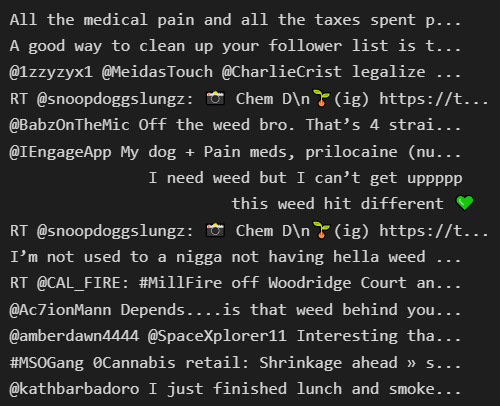 All the medical pain and all the taxes spent p...
A good way to clean up your follower list is t...
@1zzyzyx1 @MeidasTouch @CharlieCrist legalize ...
RT @snoopdoggslungz: 📸 Chem D\n🌱(ig) https://t...
@BabzOnTheMic Off the weed bro. That’s 4 strai...
@IEngageApp My dog + Pain meds, prilocaine (nu...
I need weed but I can’t get uppppp
this weed hit different 💚
RT @snoopdoggslungz: 📸 Chem D\n🌱(ig) https://t...
I’m not used to a nigga not having hella weed ...
RT @CAL_FIRE: #MillFire off Woodridge Court an...
@Ac7ionMann Depends....is that weed behind you...
@amberdawn4444 @SpaceXplorer11 Interesting tha...
#MSOGang 0Cannabis retail: Shrinkage ahead » s...
@kathbarbadoro I just finished lunch and smoke...